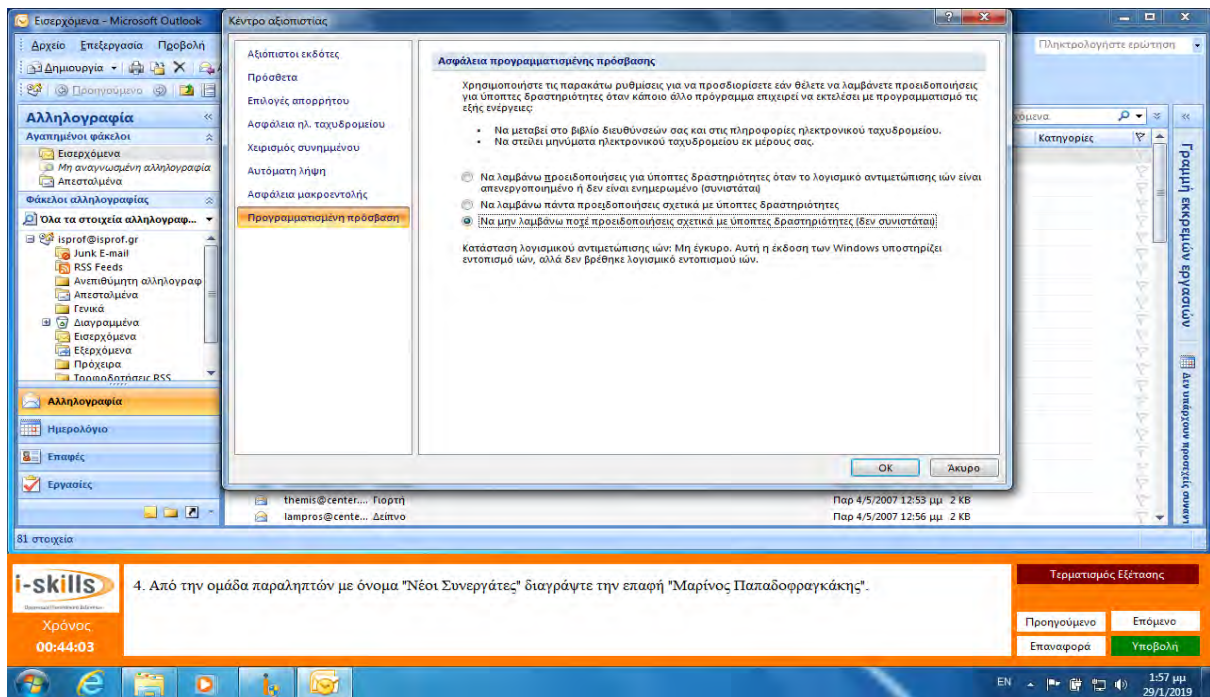 Εισερχόμενα - Microsoft Outlook
Αρχείο Επεξεργασία Προβολή
Πληκτρολογήστε ερώτηση
Δημιουργία
Προηγούμενο
Αλληλογραφία
Αγαπημένοι φάκελοι
Εισερχόμενα
Μη αναγνωσμένη αλληλογραφία
Απεσταλμένα
Φάκελοι αλληλογραφίας
Όλα τα στοιχεία αλληλογραφ...
isprof@isprof.gr
Junk E-mail
RSS Feeds
Ανεπιθύμητη αλληλογραφ
Απεσταλμένα
Γενικά
Διαγραμμένα
Εισερχόμενα
Εξερχόμενα
Πρόχειρα
Τροφοδοτήσεις RSS
Αλληλογραφία
Ημερολόγιο
Επαφές
Εργασίες
81 στοιχεία
Κέντρο αξιοπιστίας
Αξιόπιστοι εκδότες
Πρόσθετα
Επιλογές απορρήτου
Ασφάλεια ηλ. ταχυδρομείου
Χειρισμός συνημμένου
Αυτόματη λήψη
Ασφάλεια μακροεντολής
Προγραμματισμένη πρόσβαση
Ασφάλεια προγραμματισμένης πρόσβασης
Χρησιμοποιήστε τις παρακάτω ρυθμίσεις για να προσδιορίσετε εάν θέλετε να λαμβάνετε προειδοποιήσεις
για ύποπτες δραστηριότητες όταν κάποιο άλλο πρόγραμμα επιχειρεί να εκτελέσει με προγραμματισμό τις
εξής ενέργειες:
• Να μεταβεί στο βιβλίο διευθύνσεών σας και στις πληροφορίες ηλεκτρονικού ταχυδρομείου.
• Να στείλει μηνύματα ηλεκτρονικού ταχυδρομείου εκ μέρους σας.
Να λαμβάνω προειδοποιήσεις για ύποπτες δραστηριότητες όταν το λογισμικό αντιμετώπισης ιών είναι
απενεργοποιημένο ή δεν είναι ενημερωμένο (συνιστάται)
Να λαμβάνω πάντα προειδοποιήσεις σχετικά με ύποπτες δραστηριότητες
Να μην λαμβάνω ποτέ προειδοποιήσεις σχετικά με ύποπτες δραστηριότητες (δεν συνιστάται)
Κατάσταση λογισμικού αντιμετώπισης ιών: Μη έγκυρο. Αυτή η έκδοση των Windows υποστηρίζει
εντοπισμό ιών, αλλά δεν βρέθηκε λογισμικό εντοπισμού ιών.
OK Άκυρο
Κατηγορίες
Γραμμή εκκρεμών εργασιών
Δεν υπάρχουν προσεχείς συναντ
themis@center.... Γιορτή Παρ 4/5/2007 12:53 μμ 2 KB
lampros@cente... Δείπνο Παρ 4/5/2007 12:56 μμ 2 KB
i-skills
Χρόνος
00:44:03
4. Από την ομάδα παραληπτών με όνομα "Νέοι Συνεργάτες" διαγράψτε την επαφή "Μαρίνος Παπαδοφραγκάκης".
Τερματισμός Εξέτασης
Προηγούμενο Επόμενο
Επαναφορά Υποβολή
EN
1:57 μμ
29/1/2019